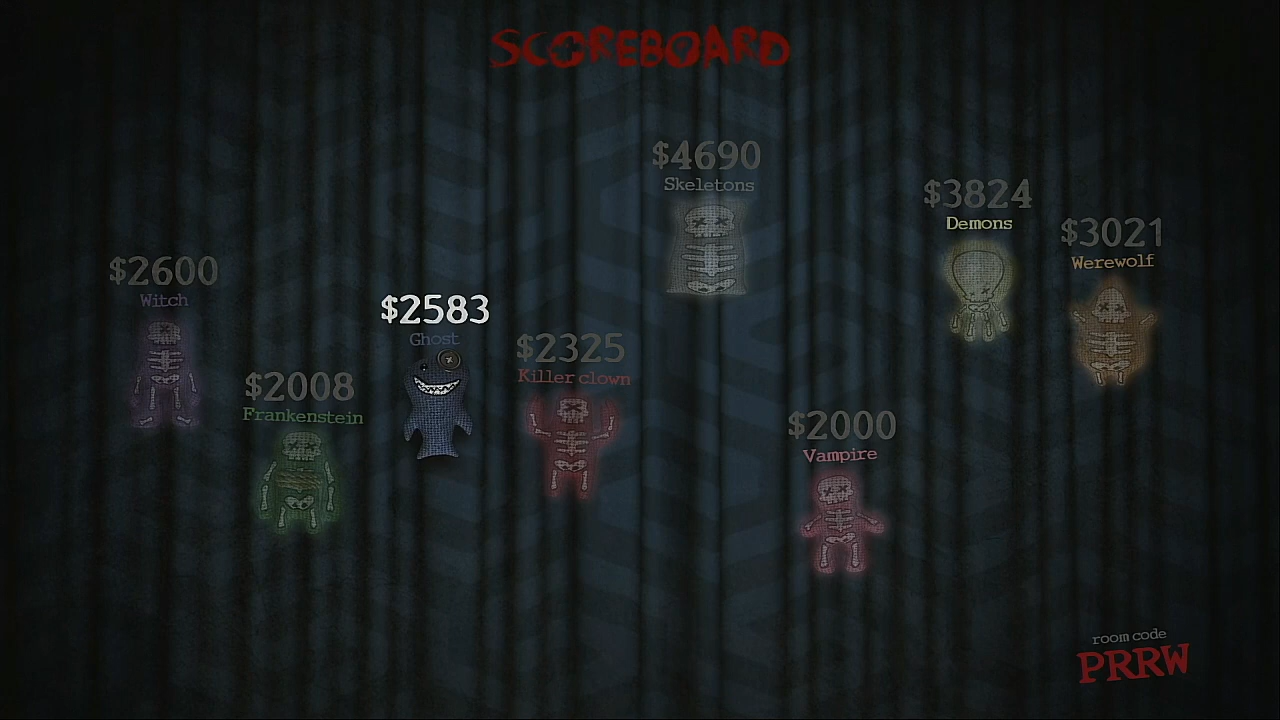 SCOREBOARD
$4690
Skeletons
$3824
Demons
$3021
Werewolf
$2600
Witch
$2583
Ghost
$2325
Killer clown
$2008
Frankenstein
$2000
Vampire
room code
PRRW